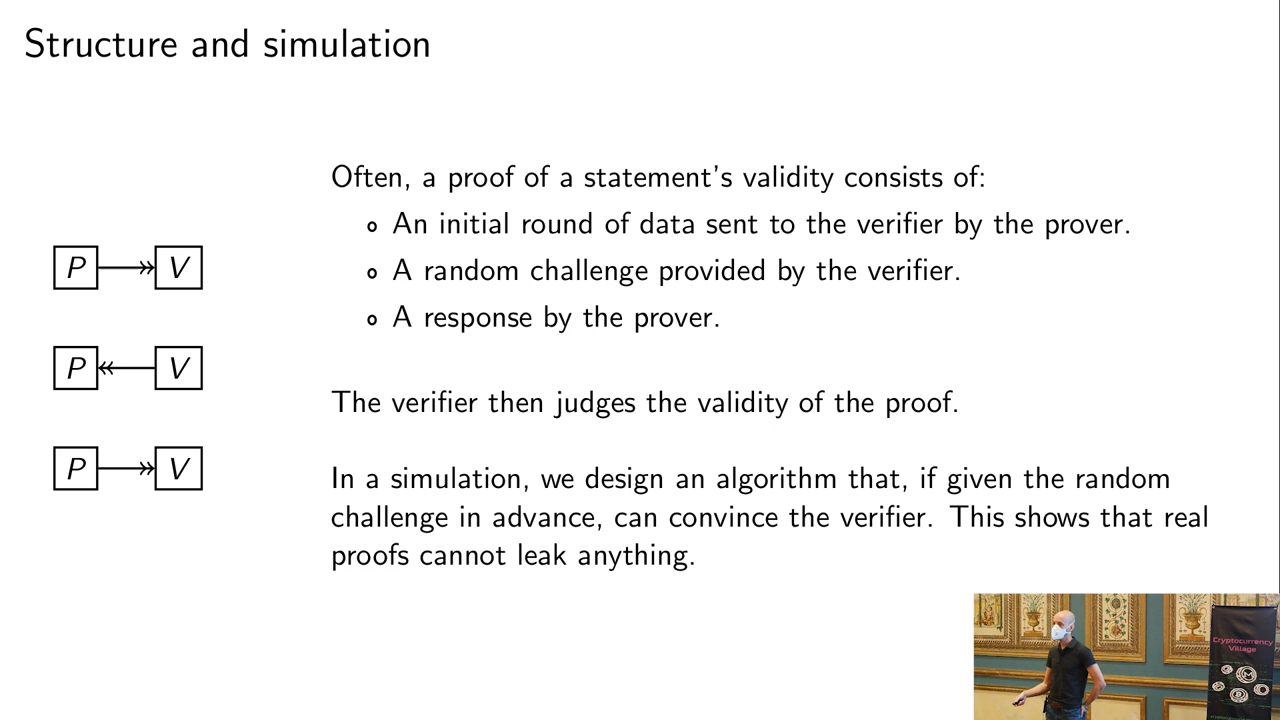 Structure and simulation
Often, a proof of a statement's validity consists of:
An initial round of data sent to the verifier by the prover.
P V
A random challenge provided by the verifier.
A response by the prover.
P V
The verifier then judges the validity of the proof.
P V
In a simulation, we design an algorithm that, if given the random
challenge in advance, can convince the verifier. This shows that real
proofs cannot leak anything.
Cryptocurrency
Village